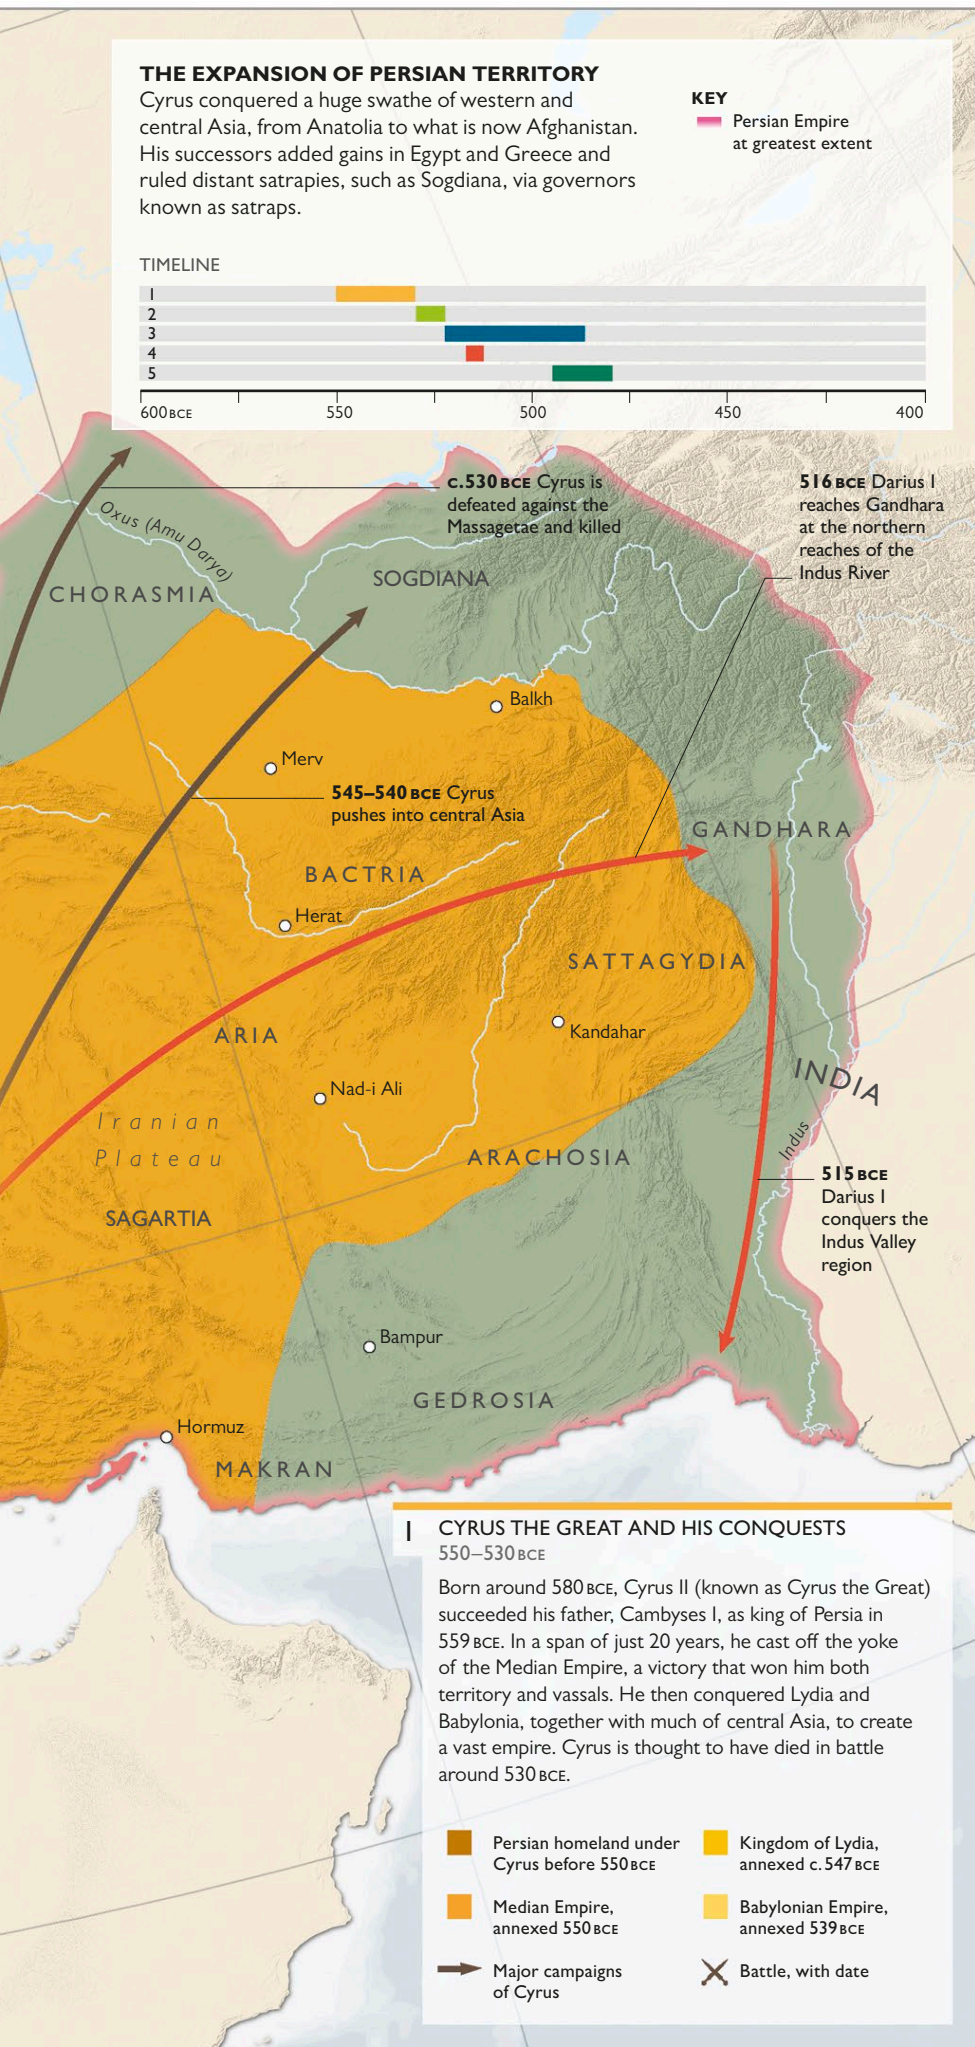 THE EXPANSION OF PERSIAN TERRITORY
Cyrus conquered a huge swathe of western and
central Asia, from Anatolia to what is now Afghanistan.
His successors added gains in Egypt and Greece and
ruled distant satrapies, such as Sogdiana, via governors
known as satraps.
KEY
Persian Empire
at greatest extent
TIMELINE
1
2
3
4
5
600 BCE
550
500
450
400
c.530 BCE Cyrus is
defeated against the
Massagetae and killed
516 BCE Darius I
reaches Gandhara
at the northern
reaches of the
Indus River
Oxus (Amu Darya)
CHORASMIA
SOGDIANA
Balkh
Merv
545–540 BCE Cyrus
pushes into central Asia
GANDHARA
BACTRIA
Herat
SATTAGYDIA
Kandahar
ARIA
INDIA
Nad-i Ali
Iranian
Plateau
Indus
ARACHOSIA
515 BCE
Darius I
conquers the
Indus Valley
region
SAGARTIA
Bampur
GEDROSIA
Hormuz
MAKRAN
1 CYRUS THE GREAT AND HIS CONQUESTS
550–530 BCE
Born around 580 BCE, Cyrus II (known as Cyrus the Great)
succeeded his father, Cambyses I, as king of Persia in
559 BCE. In a span of just 20 years, he cast off the yoke
of the Median Empire, a victory that won him both
territory and vassals. He then conquered Lydia and
Babylonia, together with much of central Asia, to create
a vast empire. Cyrus is thought to have died in battle
around 530 BCE.
Persian homeland under
Cyrus before 550 BCE
Kingdom of Lydia,
annexed c.547 BCE
Median Empire,
annexed 550 BCE
Babylonian Empire,
annexed 539 BCE
Major campaigns
of Cyrus
Battle, with date